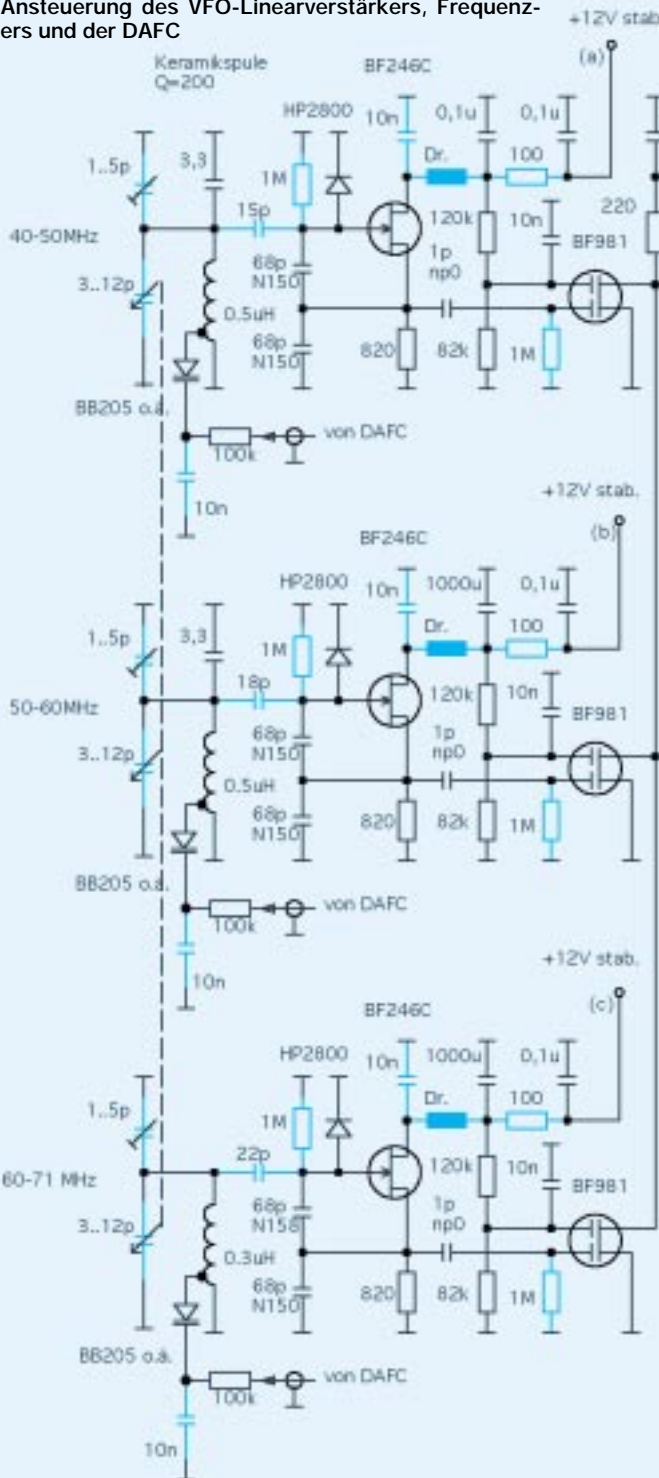 Ansteuerung des VFO-Linearverstärkers, Frequenz-
ers und der DAFC
+12V stab.
(a)
Keramikspule
Q=200
BF246C
HP2800
10n
0,1u
0,1u
1..5p
3,3
1M
Dr.
100
15p
120k
10n
220
40-50MHz
BF981
68p
N150
1p
np0
3..12p
0.5uH
68p
N150
820
82k
1M
BB205 o.ä.
von DAFC
100k
10n
+12V stab.
(b)
BF246C
HP2800
10n
1000u
0,1u
1..5p
3,3
1M
Dr.
100
18p
120k
10n
50-60MHz
BF981
68p
N150
1p
np0
3..12p
0.5uH
68p
N150
820
82k
1M
BB205 o.ä.
von DAFC
100k
10n
+12V stab.
(c)
BF246C
HP2800
10n
1000u
0,1u
1..5p
1M
Dr.
100
22p
120k
10n
60-71 MHz
BF981
68p
N158
1p
np0
3..12p
0.3uH
68p
N150
820
82k
1M
BB205 o.ä.
von DAFC
100k
10n